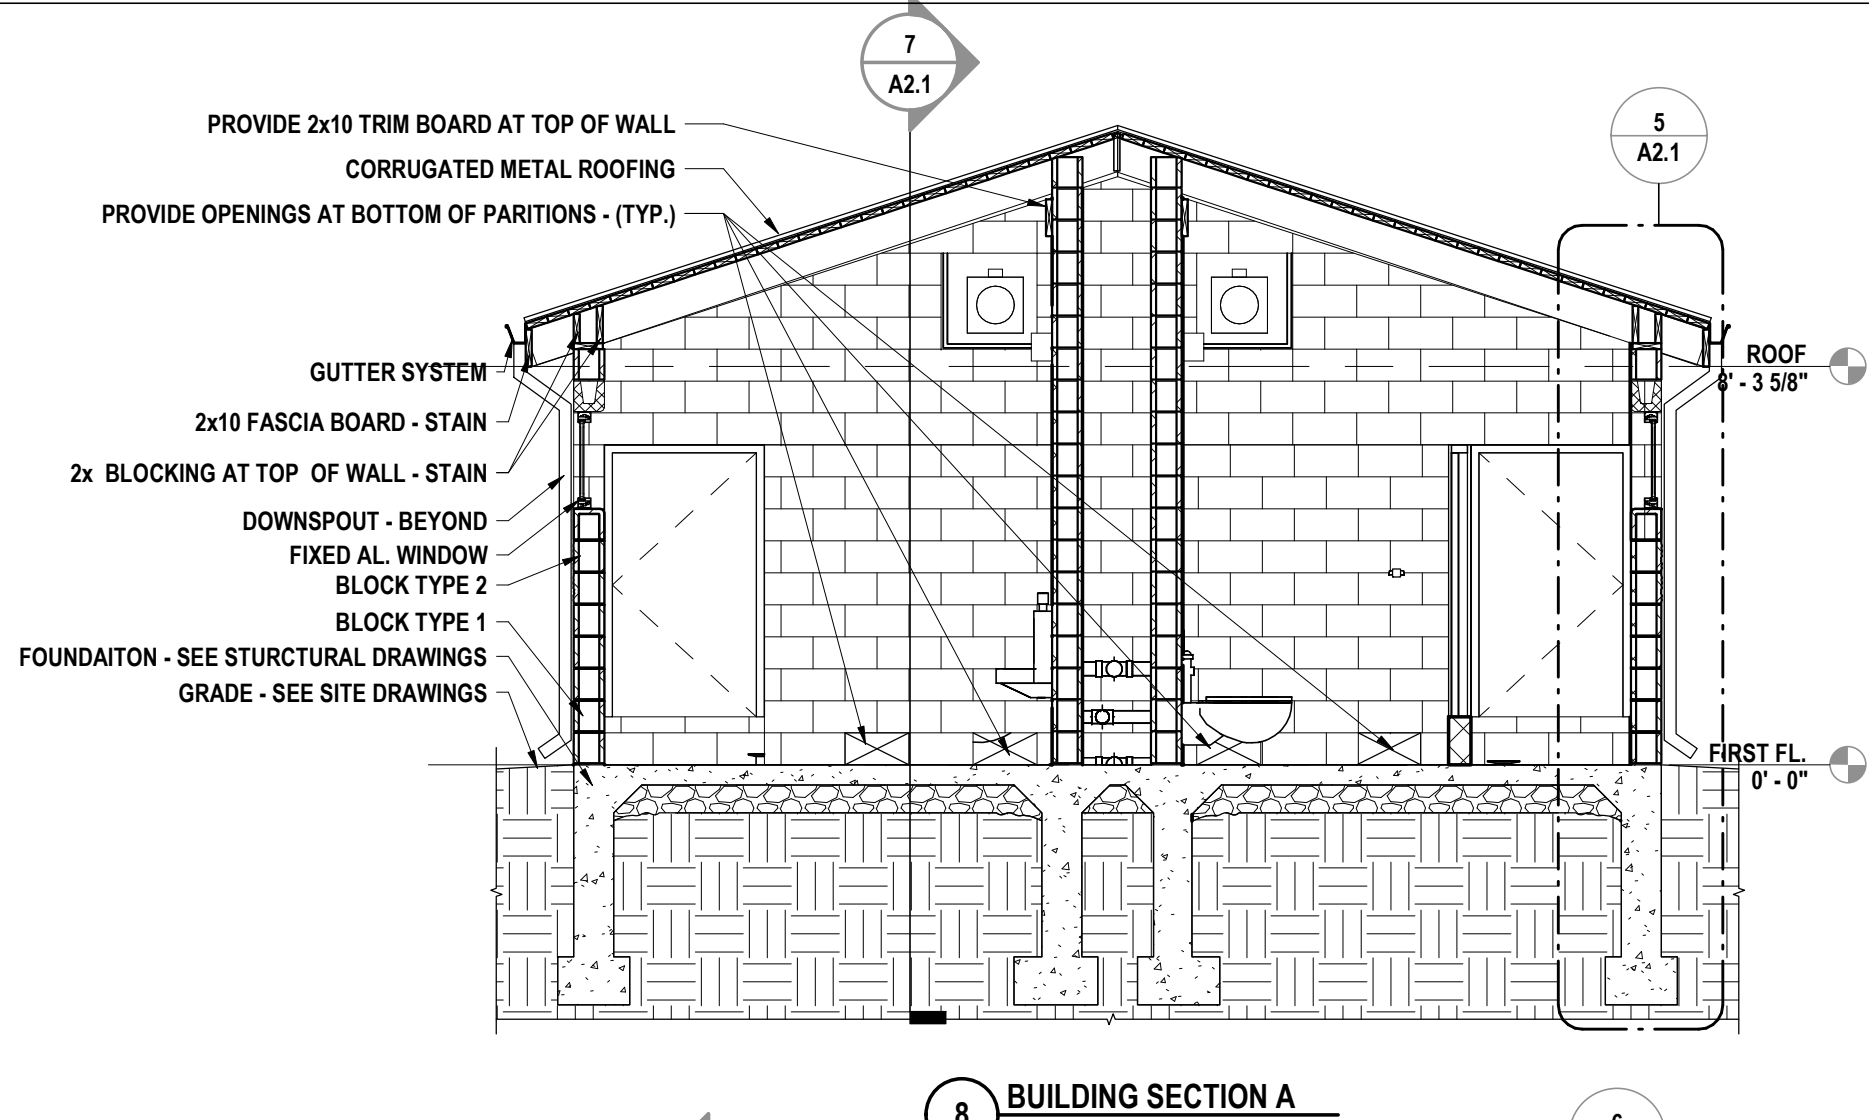 7
A2.1
5
A2.1
PROVIDE 2x10 TRIM BOARD AT TOP OF WALL
CORRUGATED METAL ROOFING
PROVIDE OPENINGS AT BOTTOM OF PARITIONS - (TYP.)
ROOF
8' - 3 5/8"
GUTTER SYSTEM
2x10 FASCIA BOARD - STAIN
2x BLOCKING AT TOP OF WALL - STAIN
DOWNSPOUT - BEYOND
FIXED AL. WINDOW
BLOCK TYPE 2
BLOCK TYPE 1
FOUNDAITON - SEE STURCTURAL DRAWINGS
GRADE - SEE SITE DRAWINGS
FIRST FL.
0' - 0"
8
BUILDING SECTION A